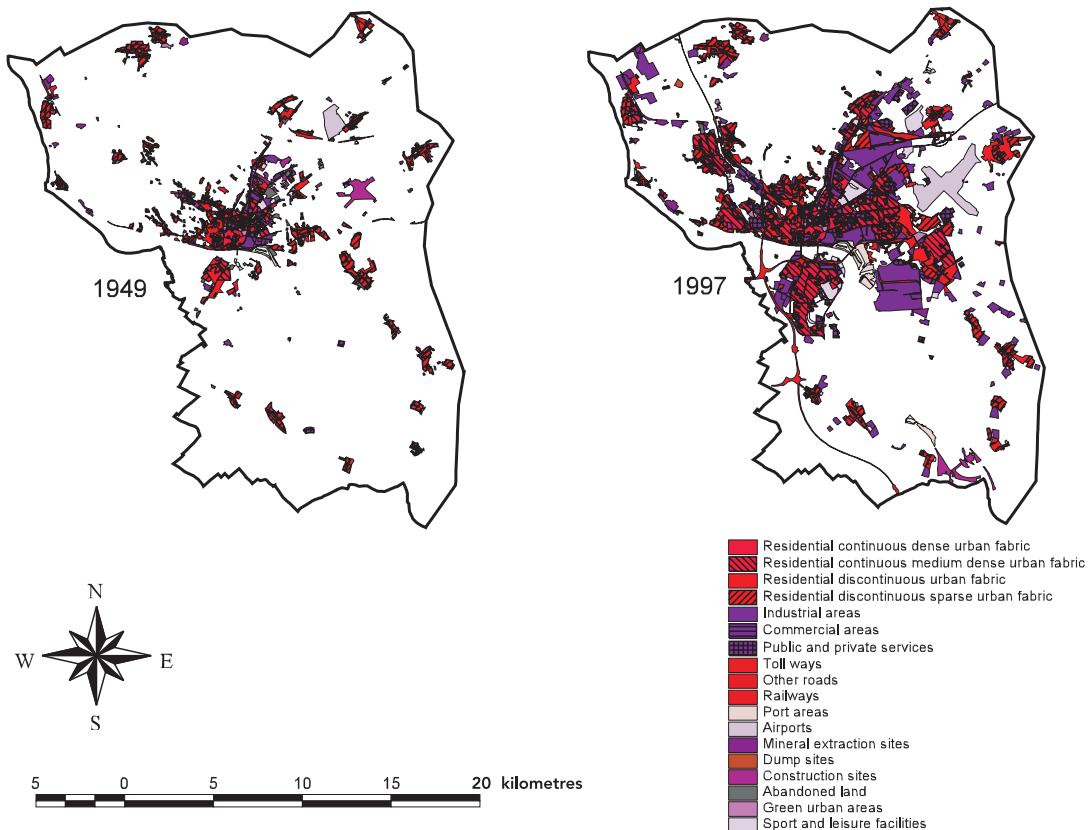 1949
1997
N
W
E
S
5 0 5 10 15 20 kilometres
Residential continuous dense urban fabric
Residential continuous medium dense urban fabric
Residential discontinuous urban fabric
Residential discontinuous sparse urban fabric
Industrial areas
Commercial areas
Public and private services
Toll ways
Other roads
Railways
Port areas
Airports
Mineral extraction sites
Dump sites
Construction sites
Abandoned land
Green urban areas
Sport and leisure facilities